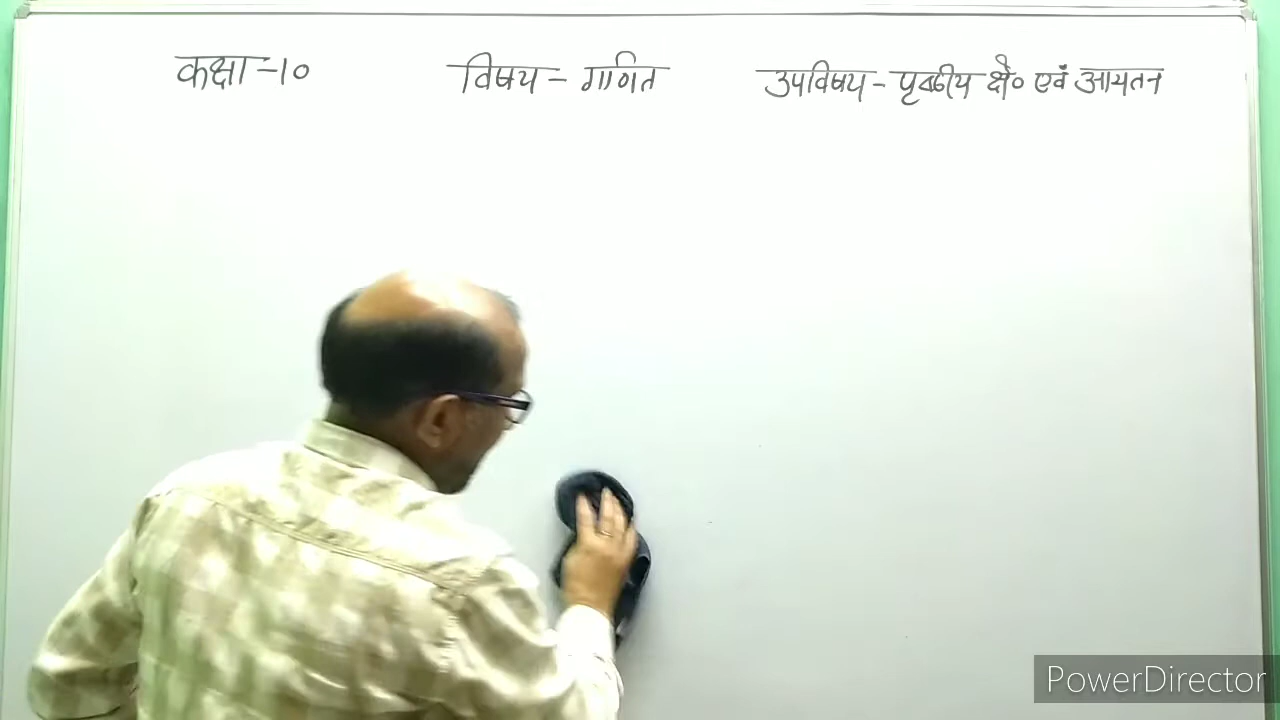 कक्षा-10 विषय - गणित उपविषय - पृष्ठीय क्षे० एवं आयतन
PowerDirector